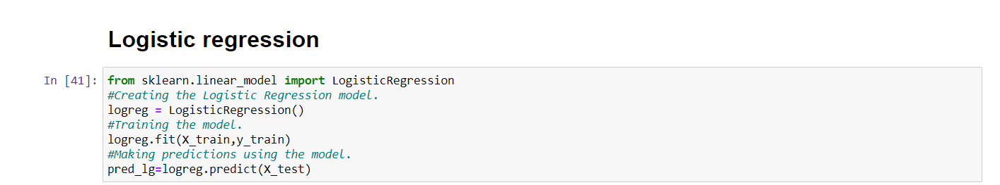 Logistic regression
In [41]: from sklearn.linear_model import LogisticRegression
#Creating the Logistic Regression model.
logreg = LogisticRegression()
#Training the model.
logreg.fit(X_train,y_train)
#Making predictions using the model.
pred_lg=logreg.predict(X_test)